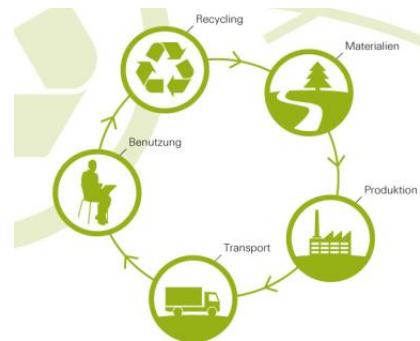 Recycling
Materialien
Benutzung
Produktion
Transport